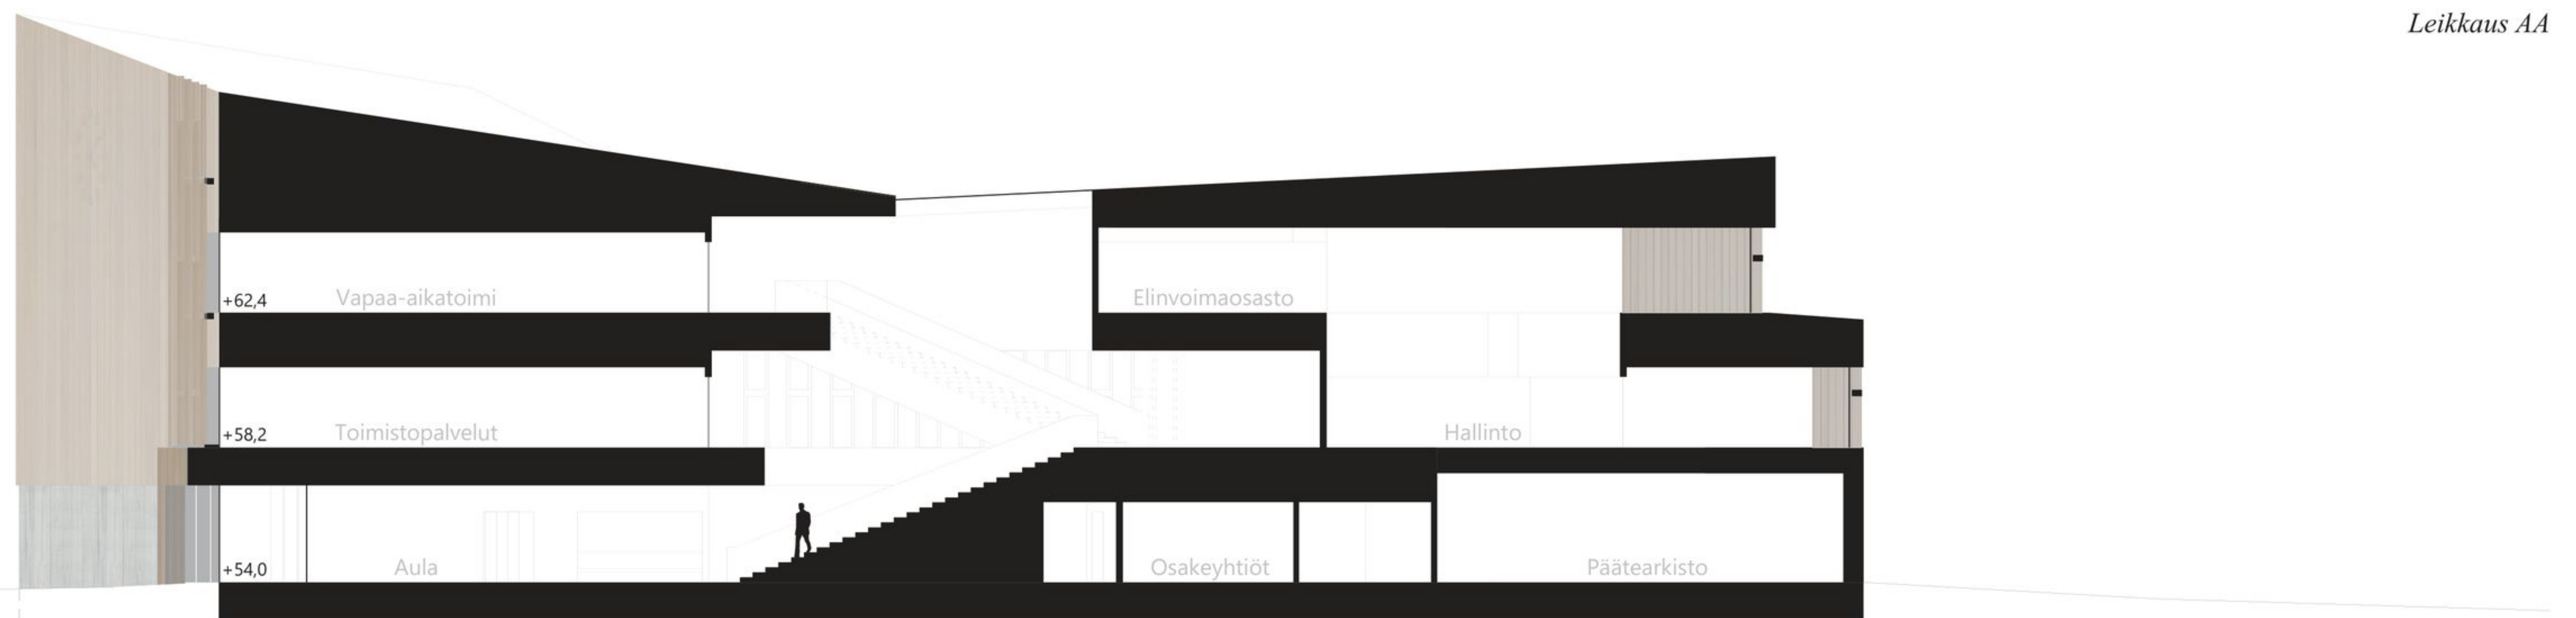 Leikkaus AA
+62,4
Vapaa-aikatoimi
Elinvoimaosasto
+58,2
Toimistopalvelut
Hallinto
+54,0
Aula
Osakeyhtiöt
Päätearkisto